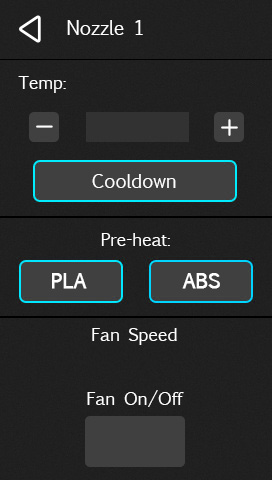 Nozzle 1
Temp:
− +
Cooldown
Pre-heat:
PLA ABS
Fan Speed
Fan On/Off